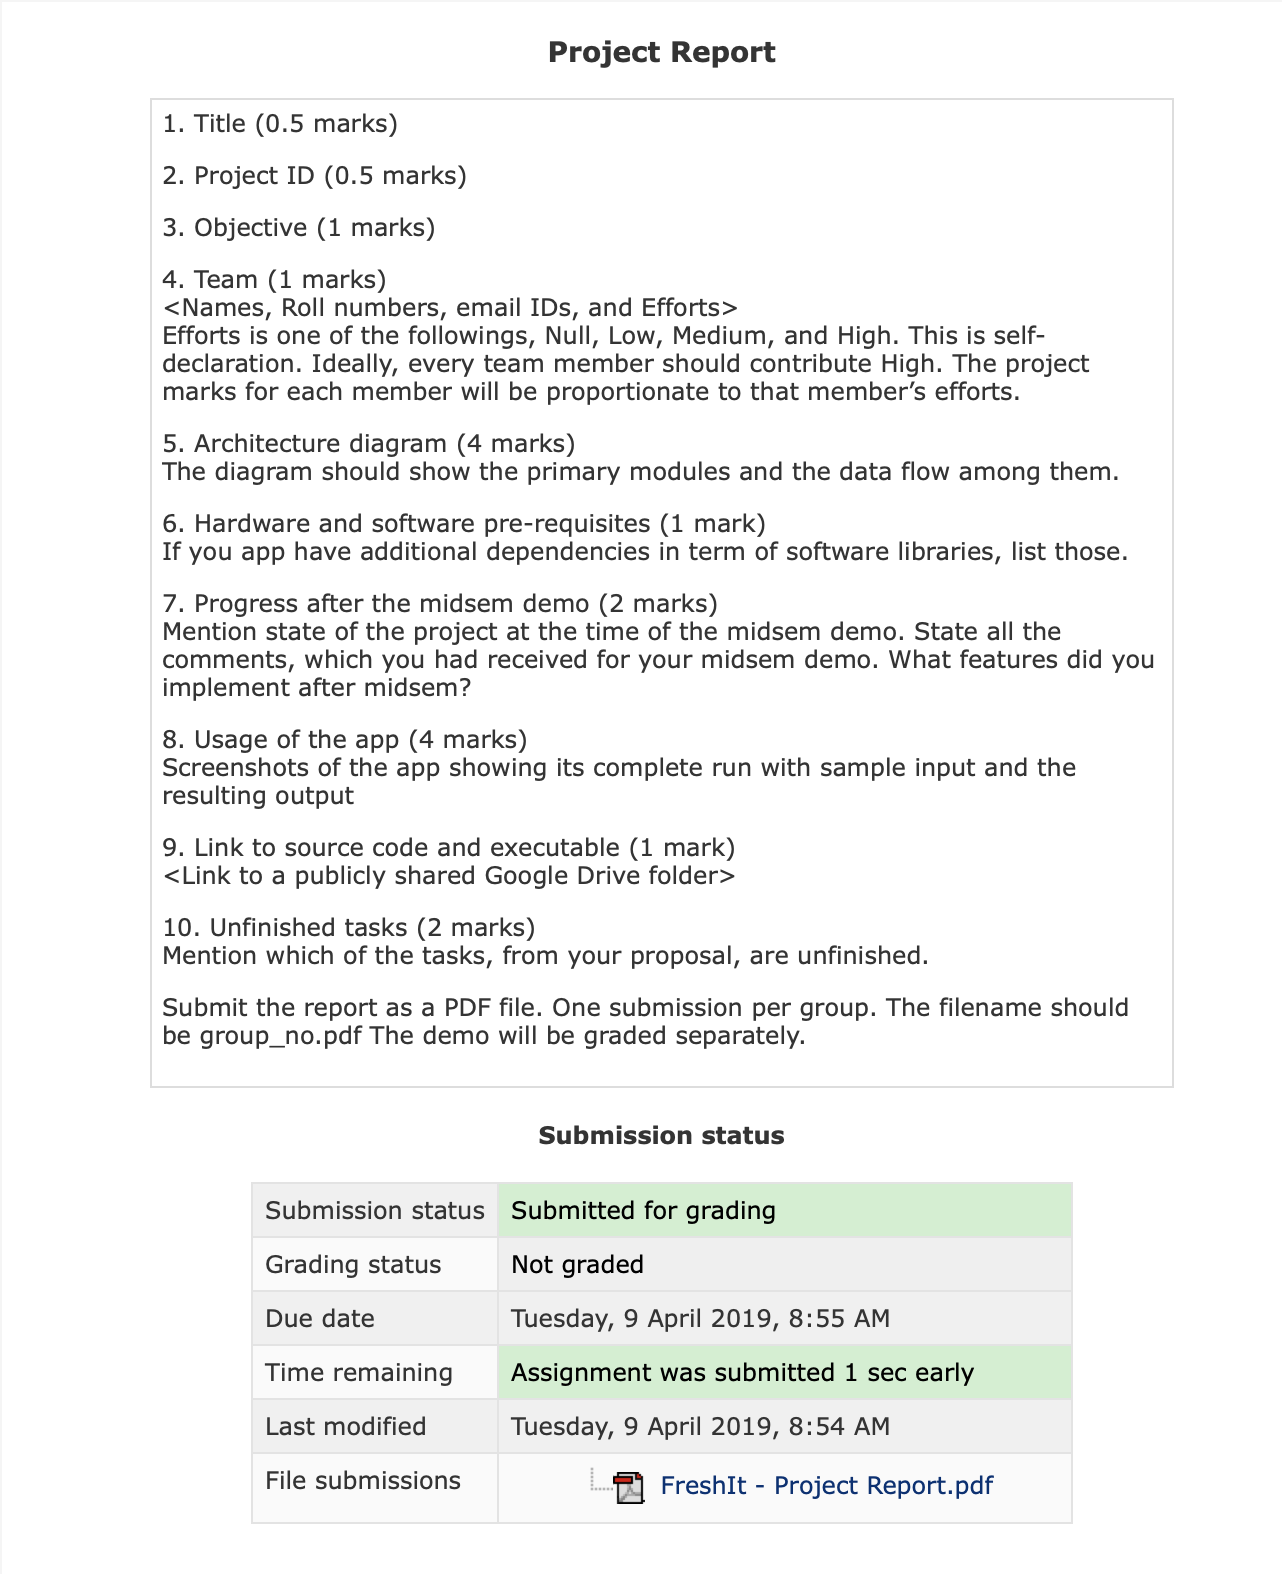 Project Report
1. Title (0.5 marks)
2. Project ID (0.5 marks)
3. Objective (1 marks)
4. Team (1 marks)
<Names, Roll numbers, email IDs, and Efforts>
Efforts is one of the followings, Null, Low, Medium, and High. This is self-
declaration. Ideally, every team member should contribute High. The project
marks for each member will be proportionate to that member’s efforts.
5. Architecture diagram (4 marks)
The diagram should show the primary modules and the data flow among them.
6. Hardware and software pre-requisites (1 mark)
If you app have additional dependencies in term of software libraries, list those.
7. Progress after the midsem demo (2 marks)
Mention state of the project at the time of the midsem demo. State all the
comments, which you had received for your midsem demo. What features did you
implement after midsem?
8. Usage of the app (4 marks)
Screenshots of the app showing its complete run with sample input and the
resulting output
9. Link to source code and executable (1 mark)
<Link to a publicly shared Google Drive folder>
10. Unfinished tasks (2 marks)
Mention which of the tasks, from your proposal, are unfinished.
Submit the report as a PDF file. One submission per group. The filename should
be group_no.pdf The demo will be graded separately.
Submission status
Submission status Submitted for grading
Grading status Not graded
Due date Tuesday, 9 April 2019, 8:55 AM
Time remaining Assignment was submitted 1 sec early
Last modified Tuesday, 9 April 2019, 8:54 AM
File submissions FreshIt - Project Report.pdf